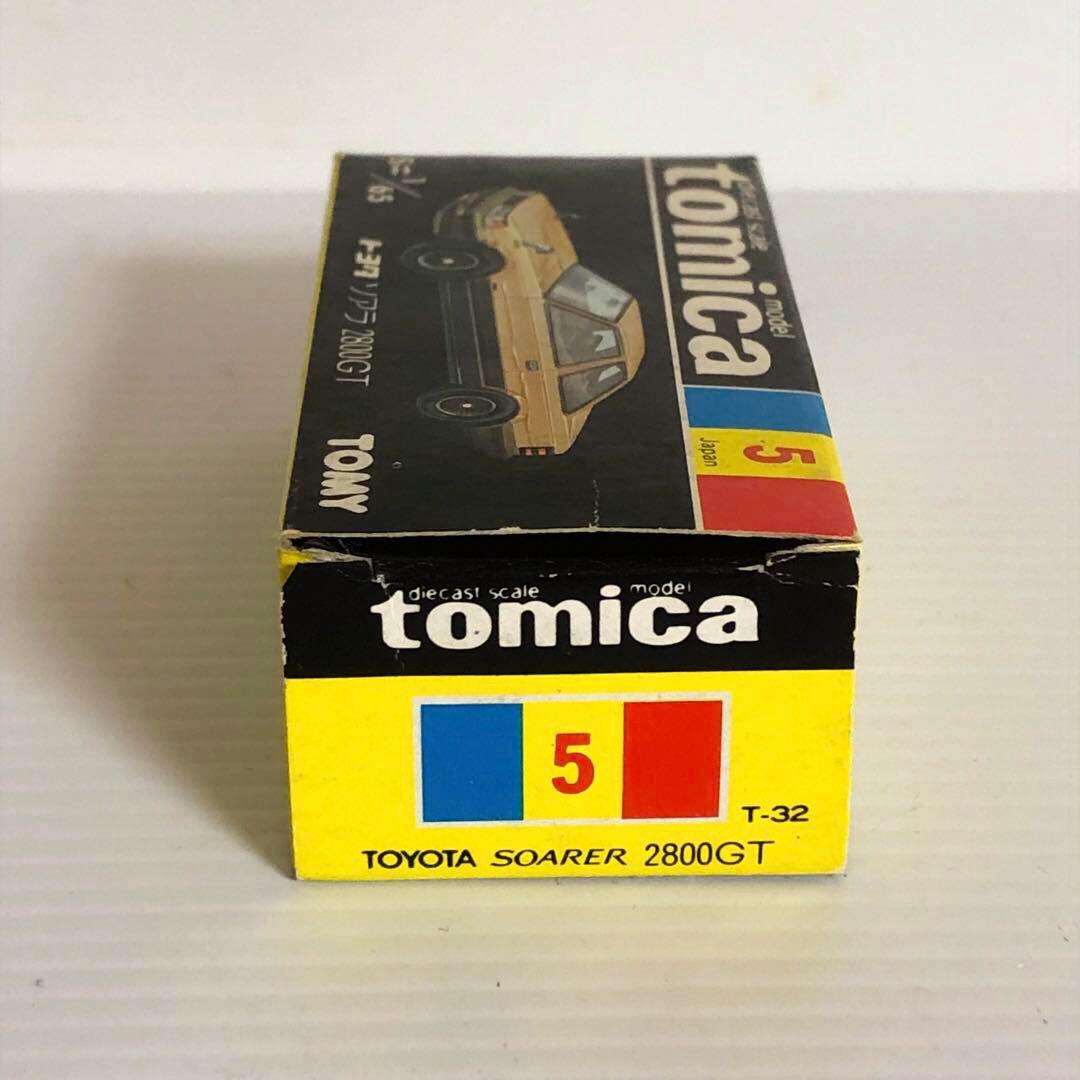 diecast scale model
tomica
5
Japan
S=1/65
トヨタ ソアラ 2800GT
TOMY
diecast scale model
tomica
5
T-32
TOYOTA SOARER 2800GT